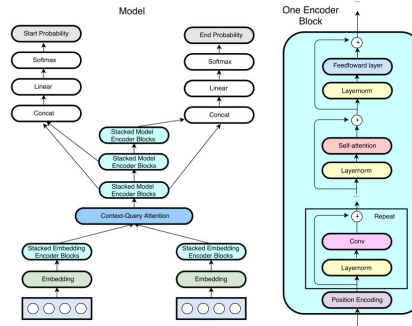 Model
Start Probability
Softmax
Linear
Concat
End Probability
Softmax
Linear
Concat
Stacked Model
Encoder Blocks
Stacked Model
Encoder Blocks
Stacked Model
Encoder Blocks
Context-Query Attention
Stacked Embedding
Encoder Blocks
Stacked Embedding
Encoder Blocks
Embedding
Embedding
One Encoder
Block
...
+
Feedfoward layer
Layernorm
...
+
Self-attention
Layernorm
...
+
Repeat
Conv
Layernorm
Position Encoding